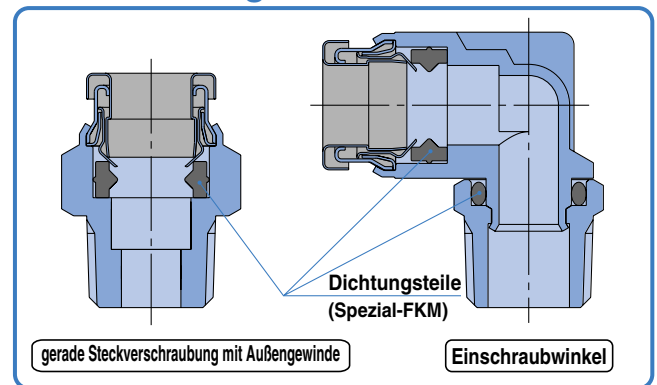 Dichtungsteile
(Spezial-FKM)
gerade Steckverschraubung mit Außengewinde
Einschraubwinkel